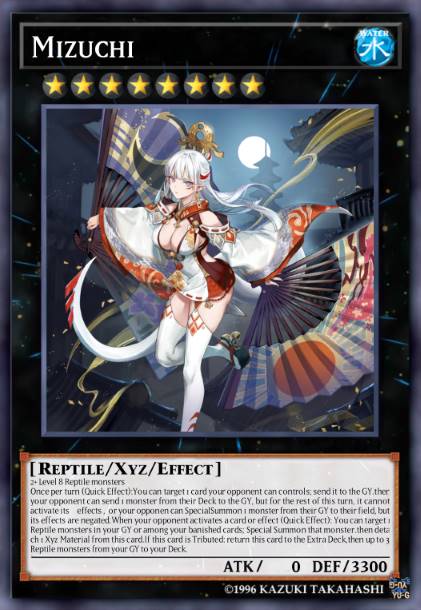 MIZUCHI
WATER
水
[REPTILE/XYZ/EFFECT]
2+ Level 8 Reptile monsters
Once per turn (Quick Effect):You can target 1 card your opponent can controls; send it to the GY,then
your opponent can send 1 monster from their Deck to the GY, but for the rest of this turn, it cannot
activate its effects , or your opponen can SpecialSummon 1 monster from their GY to their field, but
its effects are negated.When your opponent activates a card or effect (Quick Effect): You can target 1
Reptile monsters in your GY or among your banished cards; Special Summon that monster,then deta
ch 1 Xyz Material from this card.If this card is Tributed: return this card to the Extra Deck,then up to 3
Reptile monsters from your GY to your Deck.
ATK/ 0 DEF/3300
©1996 KAZUKI TAKAHASHI